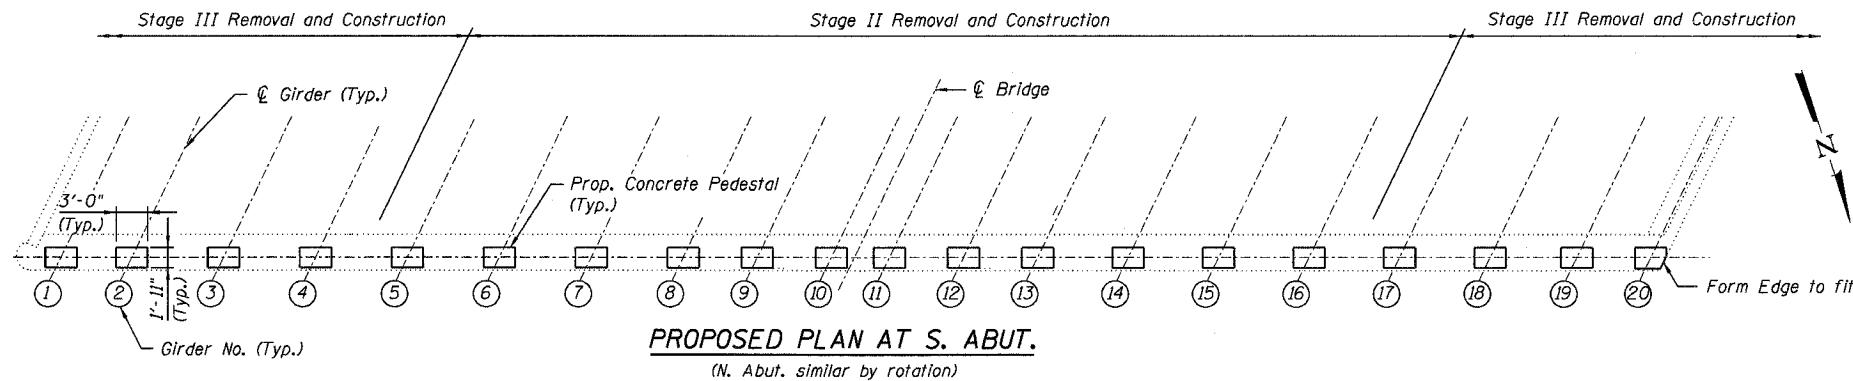 Stage III Removal and Construction
Stage II Removal and Construction
Stage III Removal and Construction
℄ Girder (Typ.)
℄ Bridge
N
Prop. Concrete Pedestal
(Typ.)
3'-0"
(Typ.)
1'-11"
(Typ.)
1 2 3 4 5 6 7 8 9 10 11 12 13 14 15 16 17 18 19 20
Form Edge to fit
Girder No. (Typ.)
PROPOSED PLAN AT S. ABUT.
(N. Abut. similar by rotation)